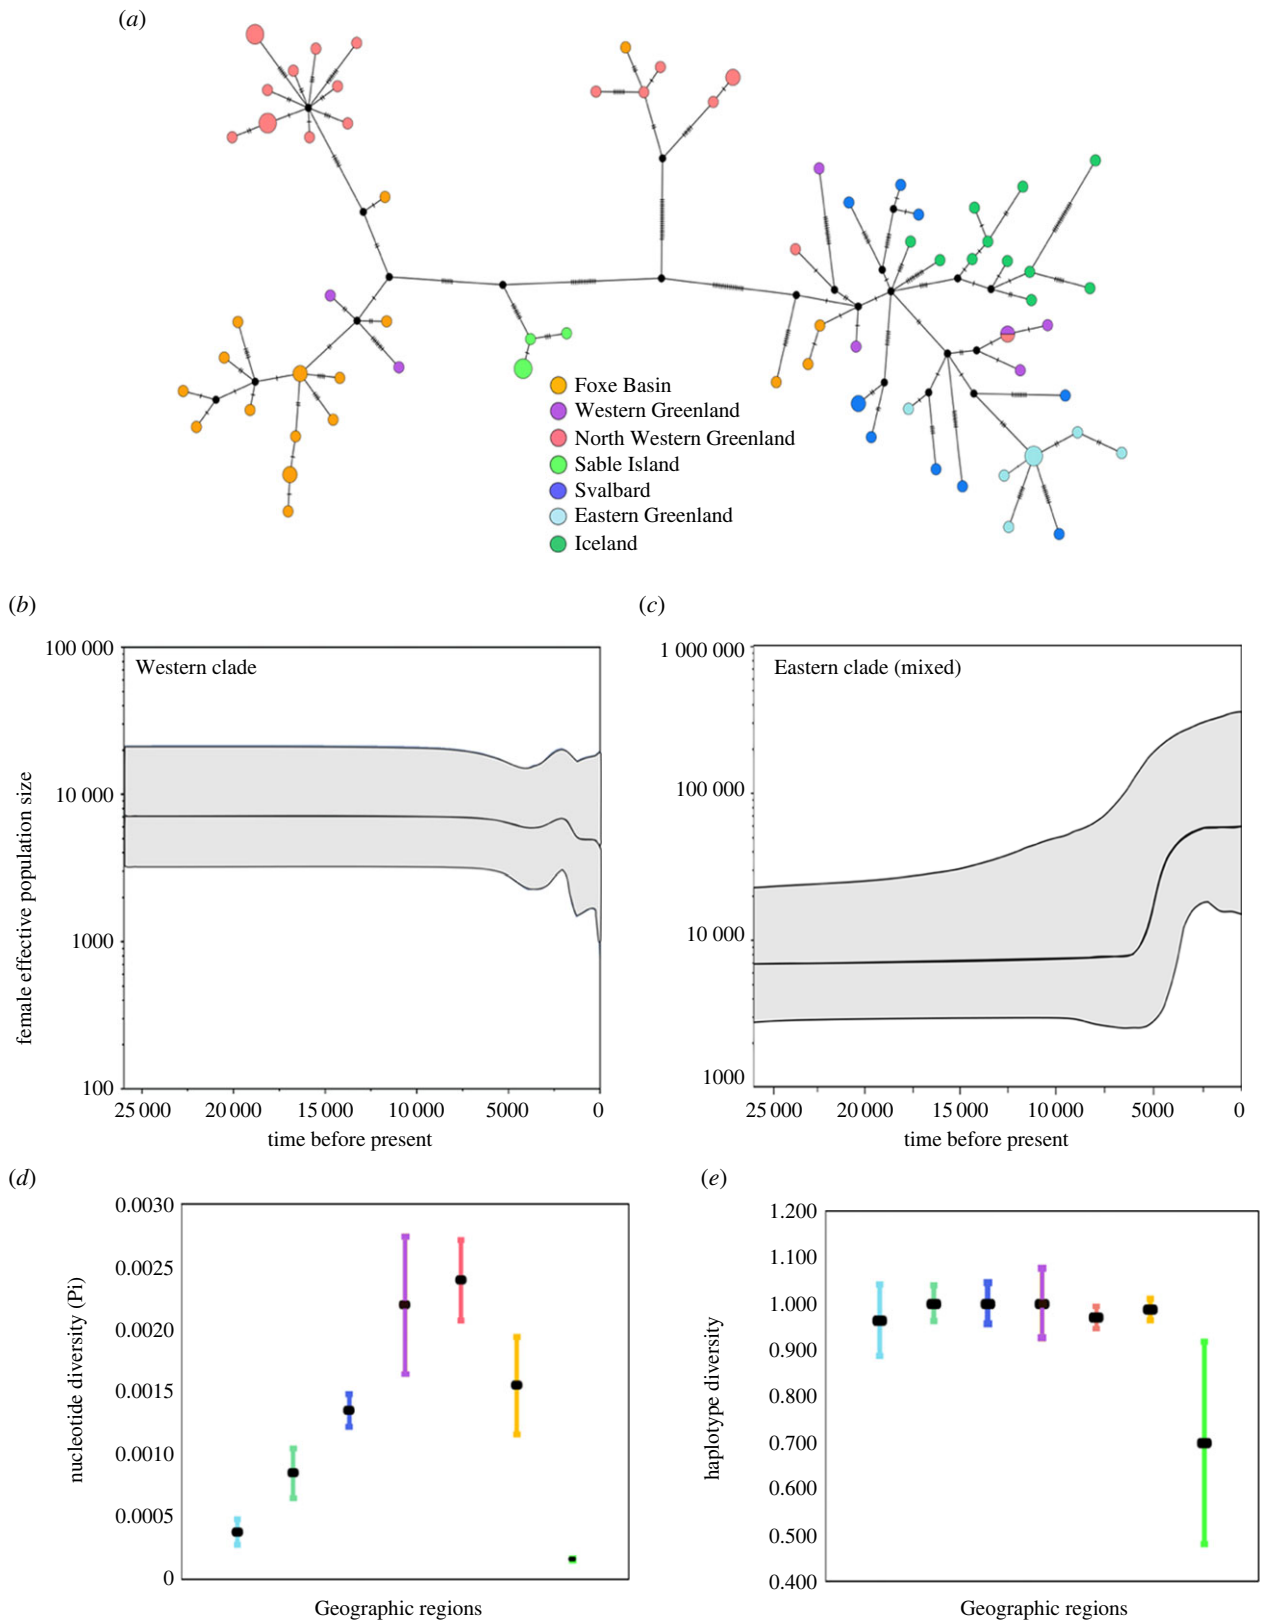 (a)
Foxe Basin
Western Greenland
North Western Greenland
Sable Island
Svalbard
Eastern Greenland
Iceland
(b)
(c)
100 000
10 000
1000
100
female effective population size
Western clade
25 000 20 000 15 000 10 000 5000 0
time before present
1 000 000
100 000
10 000
1000
Eastern clade (mixed)
25 000 20 000 15 000 10 000 5000 0
time before present
(d)
(e)
0.0030
0.0025
0.0020
0.0015
0.0010
0.0005
0
nucleotide diversity (Pi)
Geographic regions
1.200
1.100
1.000
0.900
0.800
0.700
0.600
0.500
0.400
haplotype diversity
Geographic regions